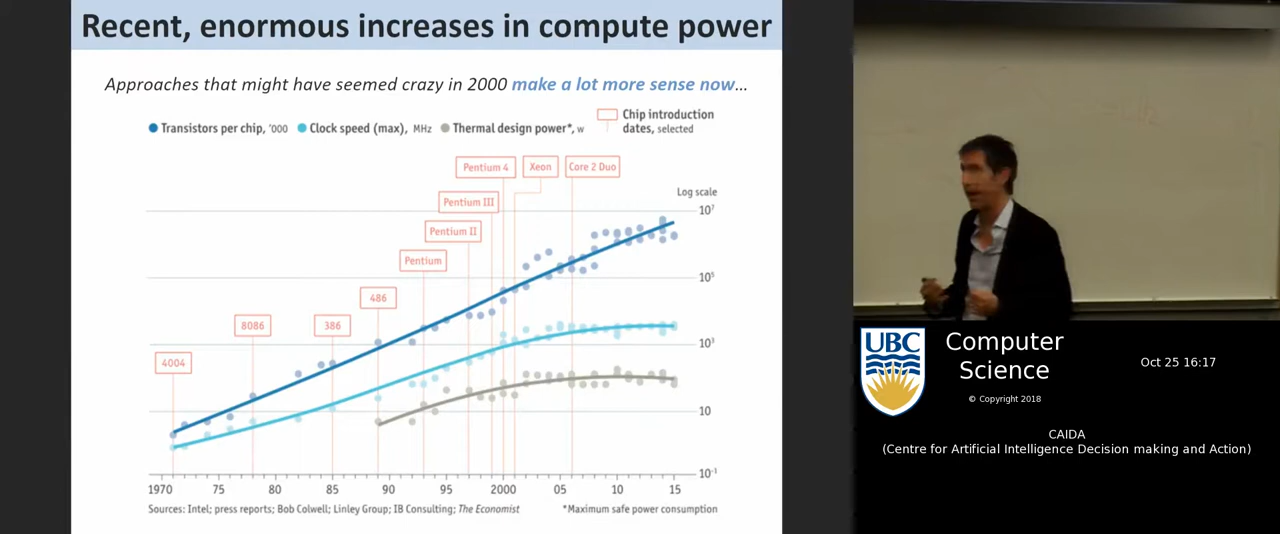 Recent, enormous increases in compute power
Approaches that might have seemed crazy in 2000 make a lot more sense now...
Transistors per chip, '000
Clock speed (max), MHz
Thermal design power*, w
Chip introduction
dates, selected
Pentium 4
Xeon
Core 2 Duo
Log scale
Pentium III
10⁷
Pentium II
Pentium
10⁵
486
8086
386
10³
4004
10
10⁻¹
1970 75 80 85 90 95 2000 05 10 15
Sources: Intel; press reports; Bob Colwell; Linley Group; IB Consulting; The Economist
*Maximum safe power consumption
UBC
Computer
Science
© Copyright 2018
Oct 25 16:17
CAIDA
(Centre for Artificial Intelligence Decision making and Action)